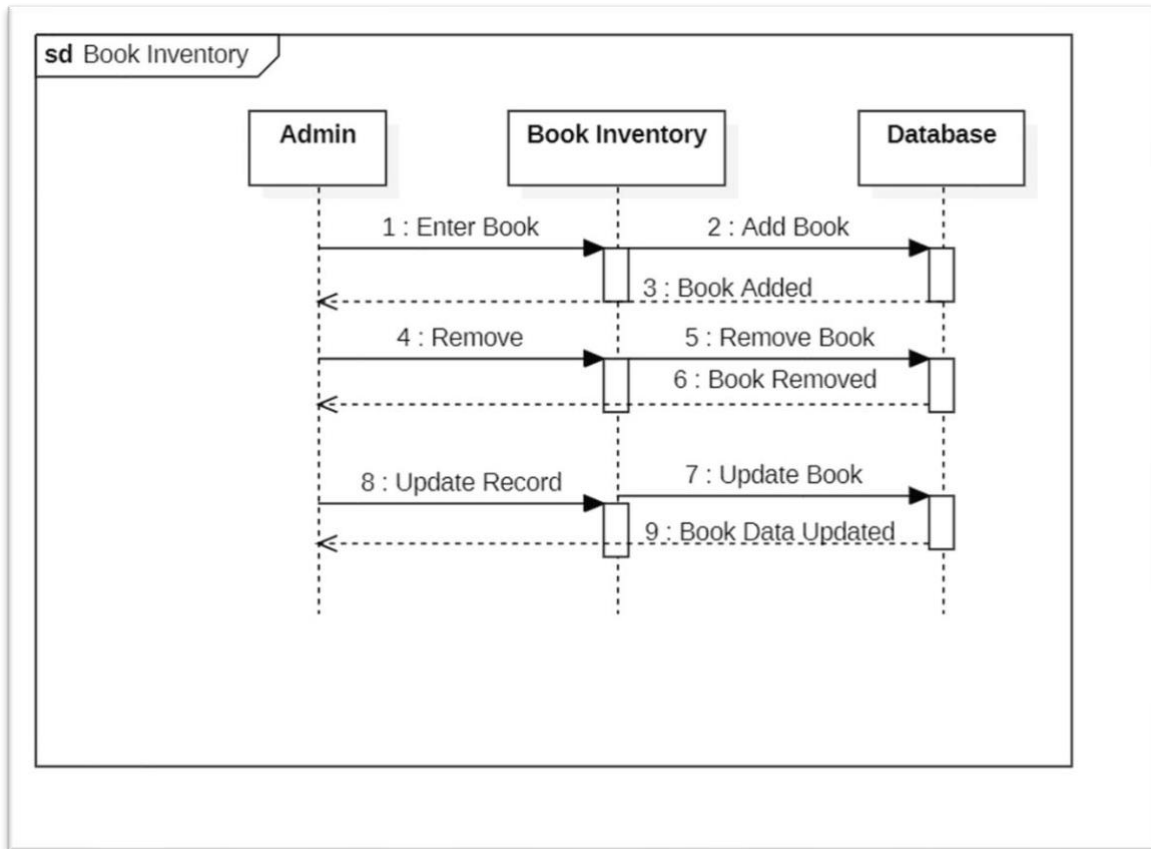 sd Book Inventory
Admin
Book Inventory
Database
1 : Enter Book
2 : Add Book
3 : Book Added
4 : Remove
5 : Remove Book
6 : Book Removed
8 : Update Record
7 : Update Book
9 : Book Data Updated